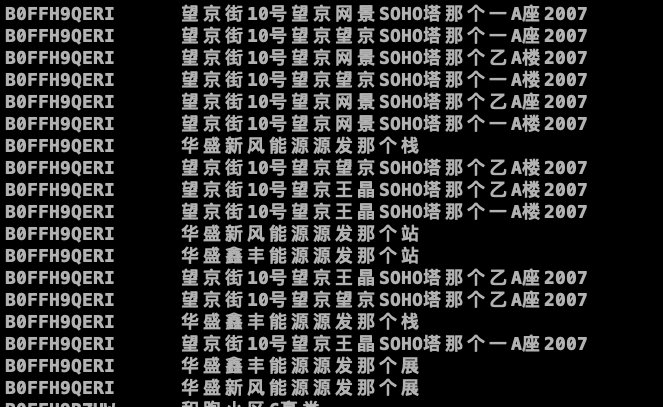 B0FFH9QERI 望京街10号望京网景SOHO塔那个一A座2007
B0FFH9QERI 望京街10号望京望京SOHO塔那个一A座2007
B0FFH9QERI 望京街10号望京网景SOHO塔那个乙A楼2007
B0FFH9QERI 望京街10号望京望京SOHO塔那个一A楼2007
B0FFH9QERI 望京街10号望京网景SOHO塔那个乙A座2007
B0FFH9QERI 望京街10号望京网景SOHO塔那个一A楼2007
B0FFH9QERI 华盛新风能源源发那个栈
B0FFH9QERI 望京街10号望京望京SOHO塔那个乙A楼2007
B0FFH9QERI 望京街10号望京王晶SOHO塔那个乙A楼2007
B0FFH9QERI 望京街10号望京王晶SOHO塔那个一A楼2007
B0FFH9QERI 华盛新风能源源发那个站
B0FFH9QERI 华盛鑫丰能源源发那个站
B0FFH9QERI 望京街10号望京王晶SOHO塔那个乙A座2007
B0FFH9QERI 望京街10号望京望京SOHO塔那个乙A座2007
B0FFH9QERI 华盛鑫丰能源源发那个栈
B0FFH9QERI 望京街10号望京王晶SOHO塔那个一A座2007
B0FFH9QERI 华盛鑫丰能源源发那个展
B0FFH9QERI 华盛新风能源源发那个展